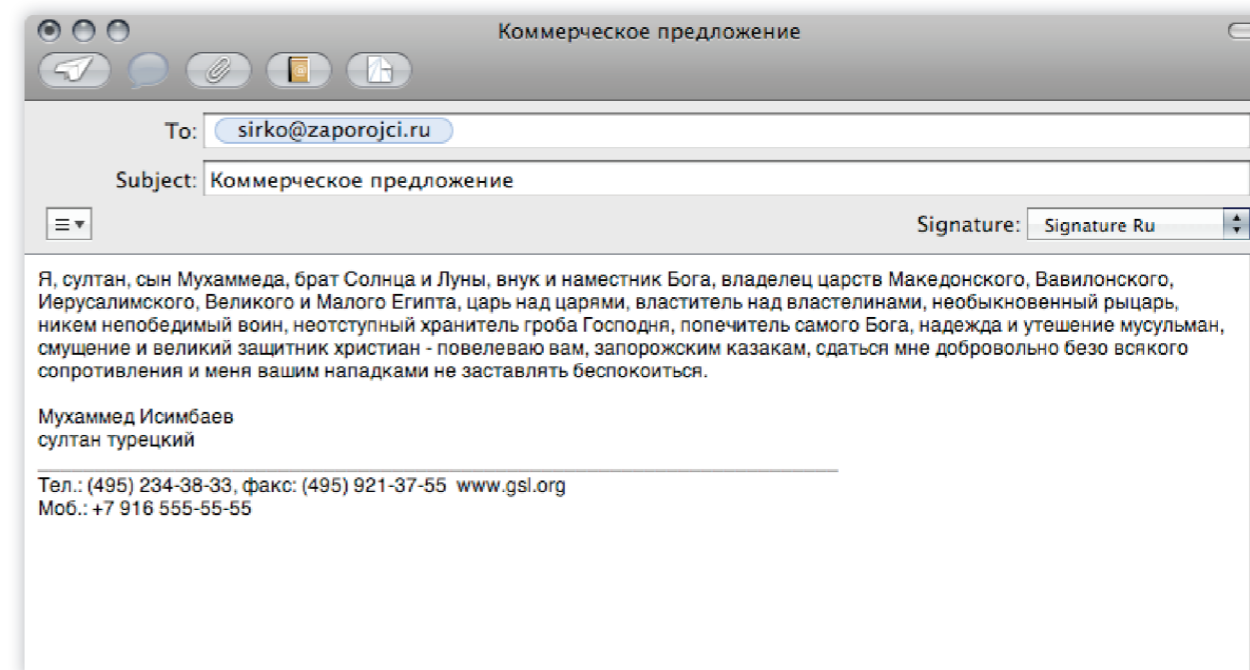 Коммерческое предложение
To: sirko@zaporojci.ru
Subject: Коммерческое предложение
Signature: Signature Ru
Я, султан, сын Мухаммеда, брат Солнца и Луны, внук и наместник Бога, владелец царств Македонского, Вавилонского,
Иерусалимского, Великого и Малого Египта, царь над царями, властитель над властелинами, необыкновенный рыцарь,
никем непобедимый воин, неотступный хранитель гроба Господня, попечитель самого Бога, надежда и утешение мусульман,
смущение и великий защитник христиан - повелеваю вам, запорожским казакам, сдаться мне добровольно безо всякого
сопротивления и меня вашим нападками не заставлять беспокоиться.
Мухаммед Исимбаев
султан турецкий
Тел.: (495) 234-38-33, факс: (495) 921-37-55 www.gsl.org
Моб.: +7 916 555-55-55